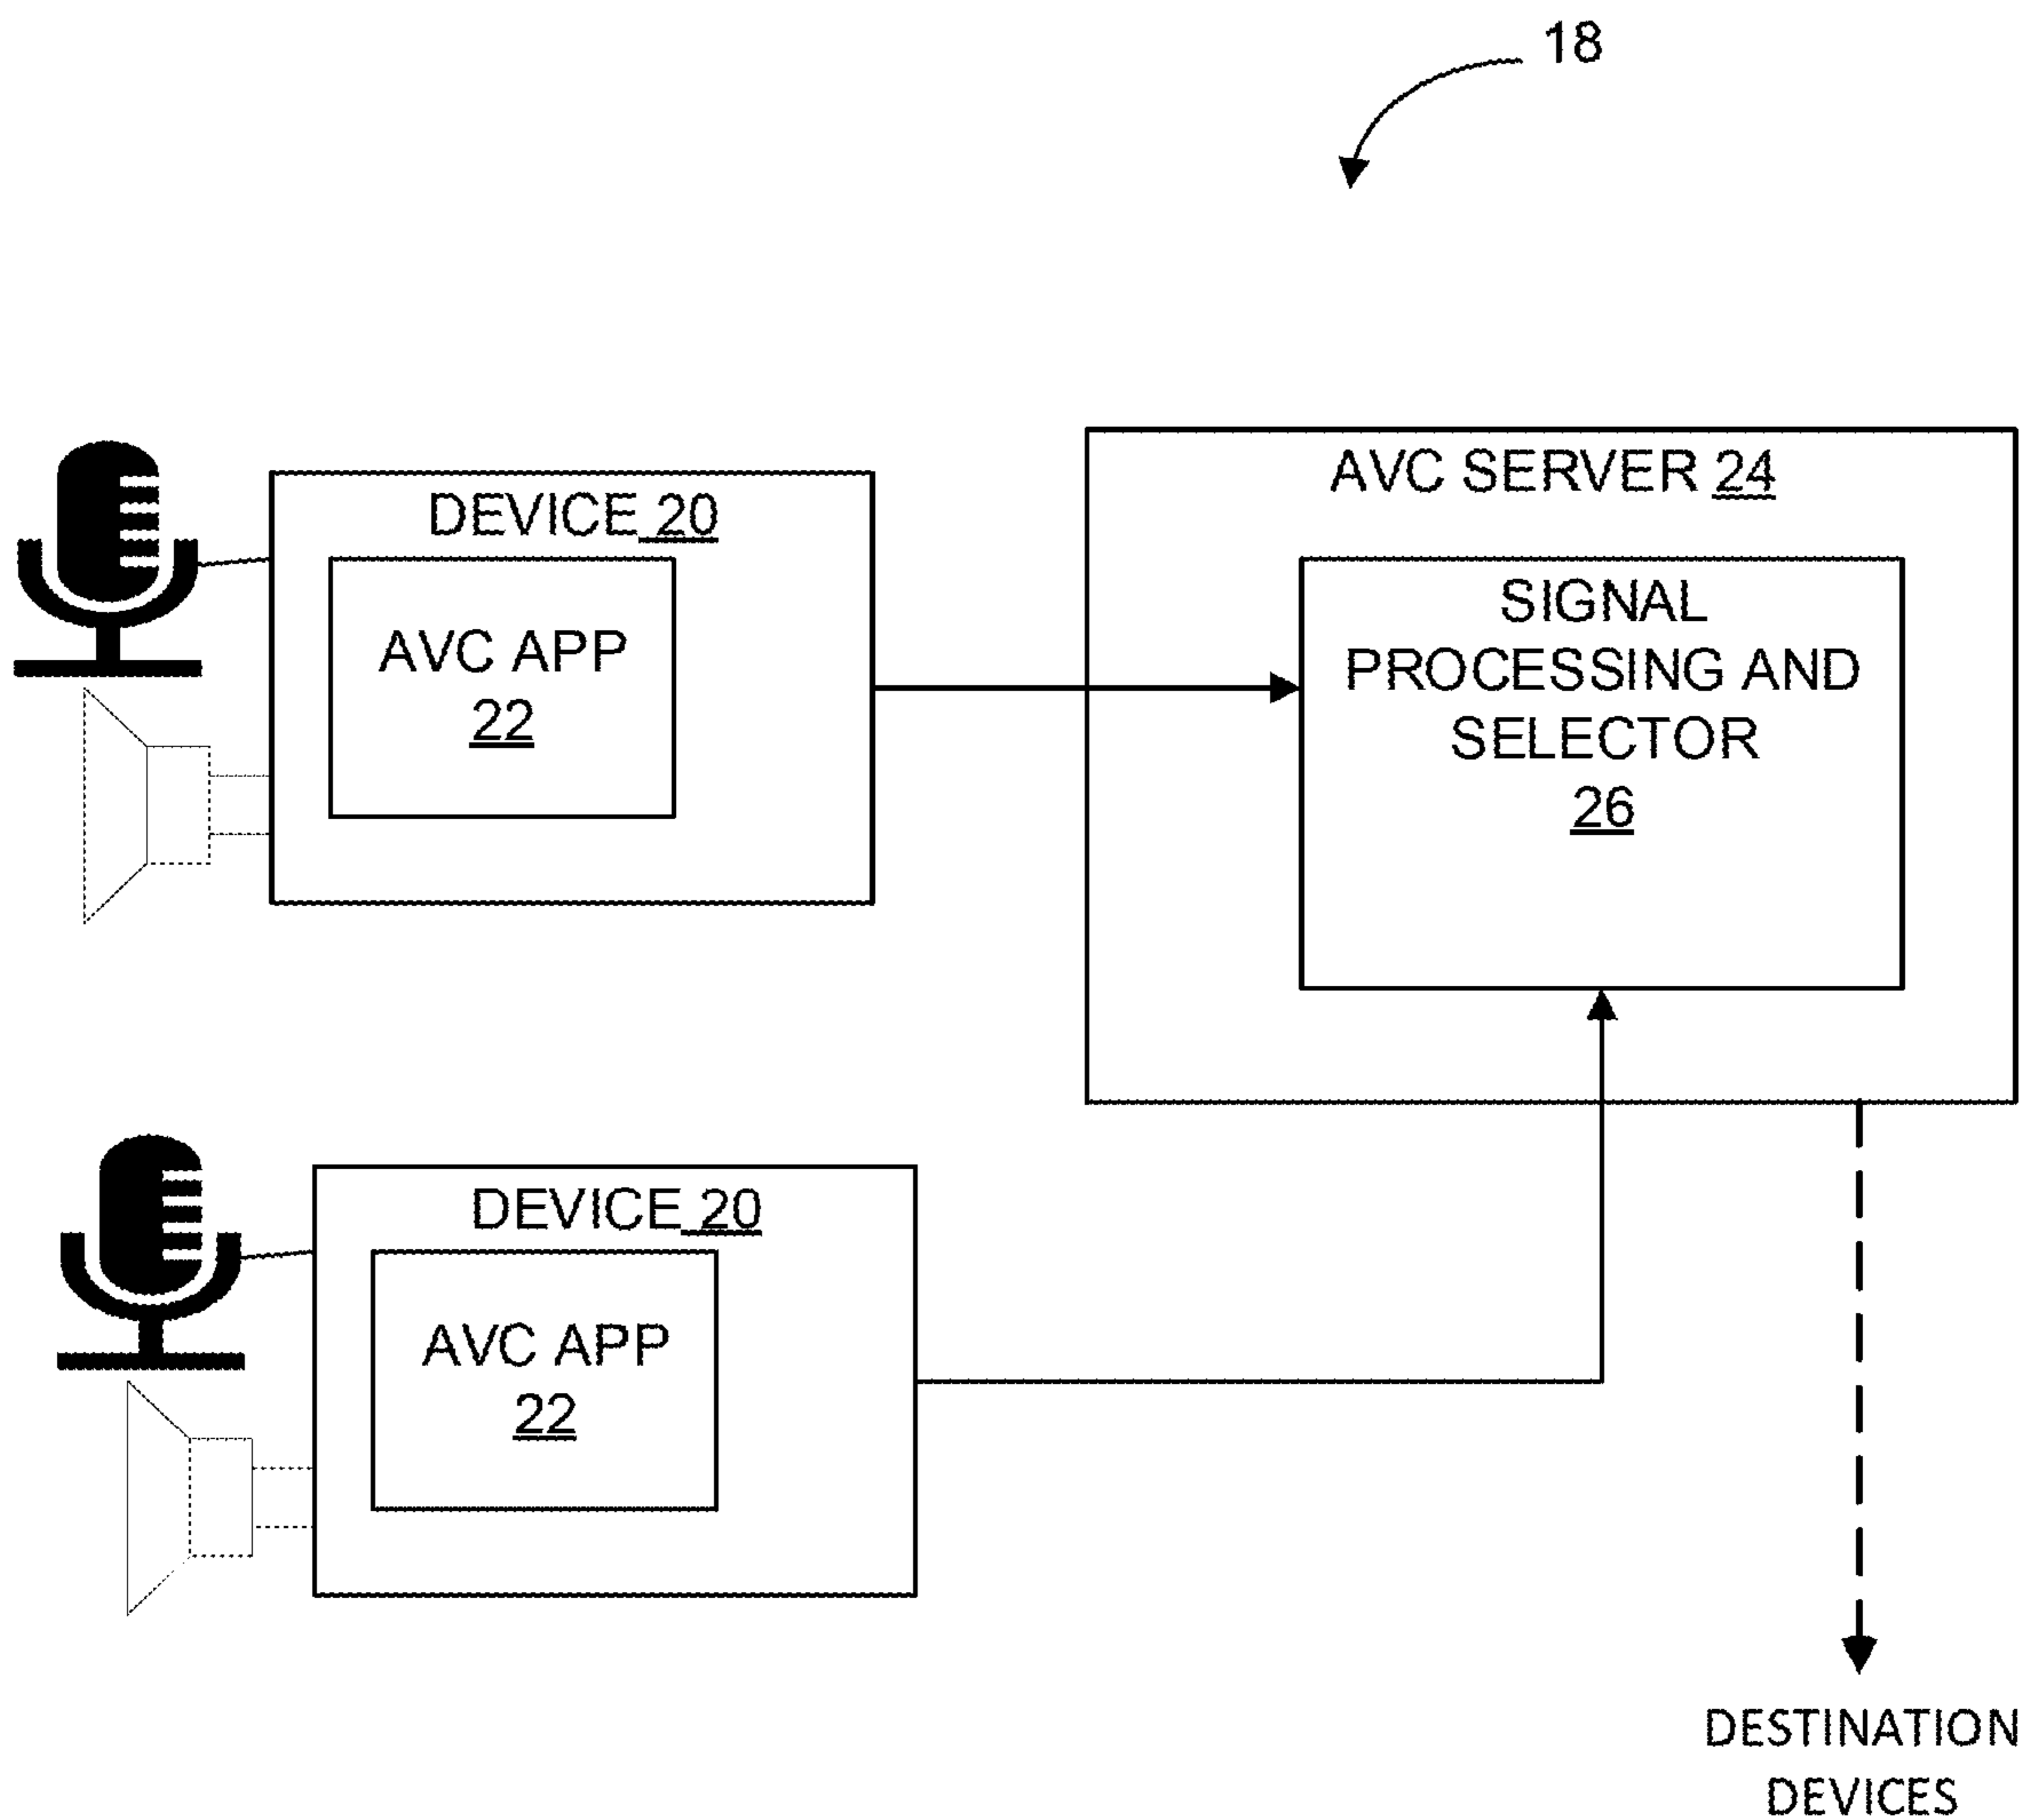 18
DEVICE 20
AVC APP
22
AVC SERVER 24
SIGNAL
PROCESSING AND
SELECTOR
26
DEVICE 20
AVC APP
22
DESTINATION
DEVICES